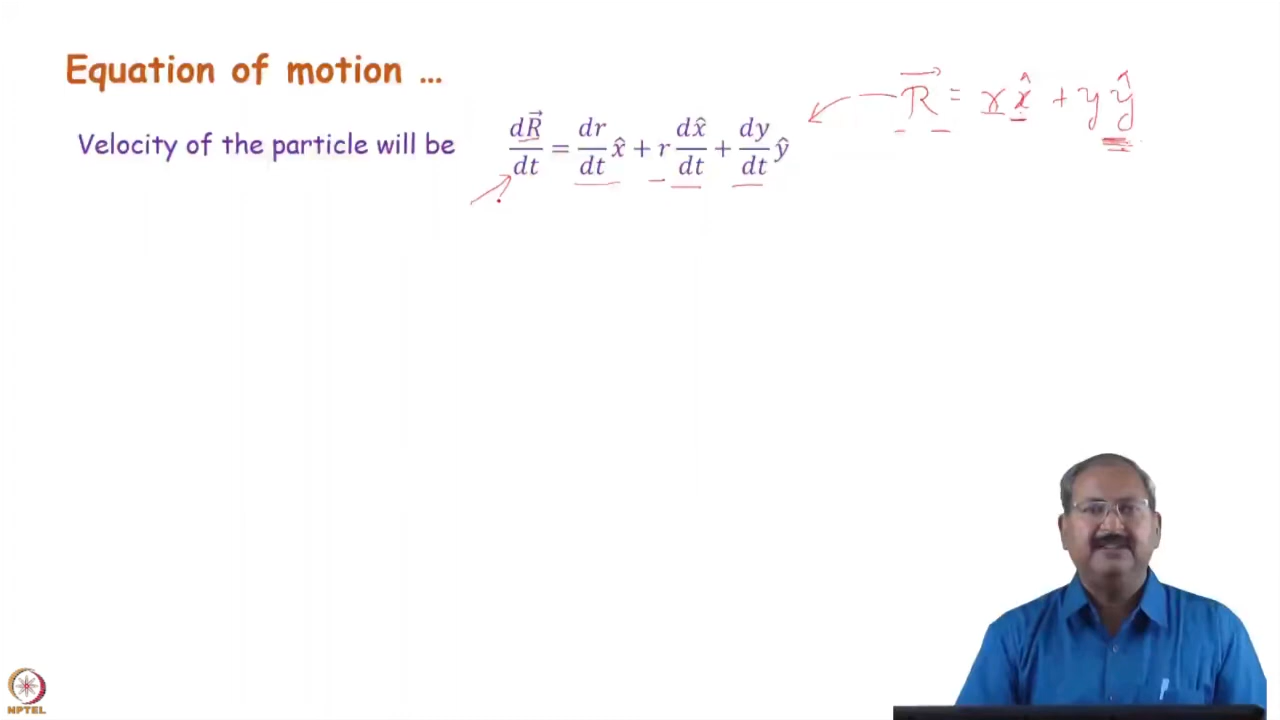 Equation of motion ...
R⃗ = r x̂ + y ŷ
Velocity of the particle will be dR⃗/dt = dr/dt x̂ + r dx̂/dt + dy/dt ŷ
NPTEL